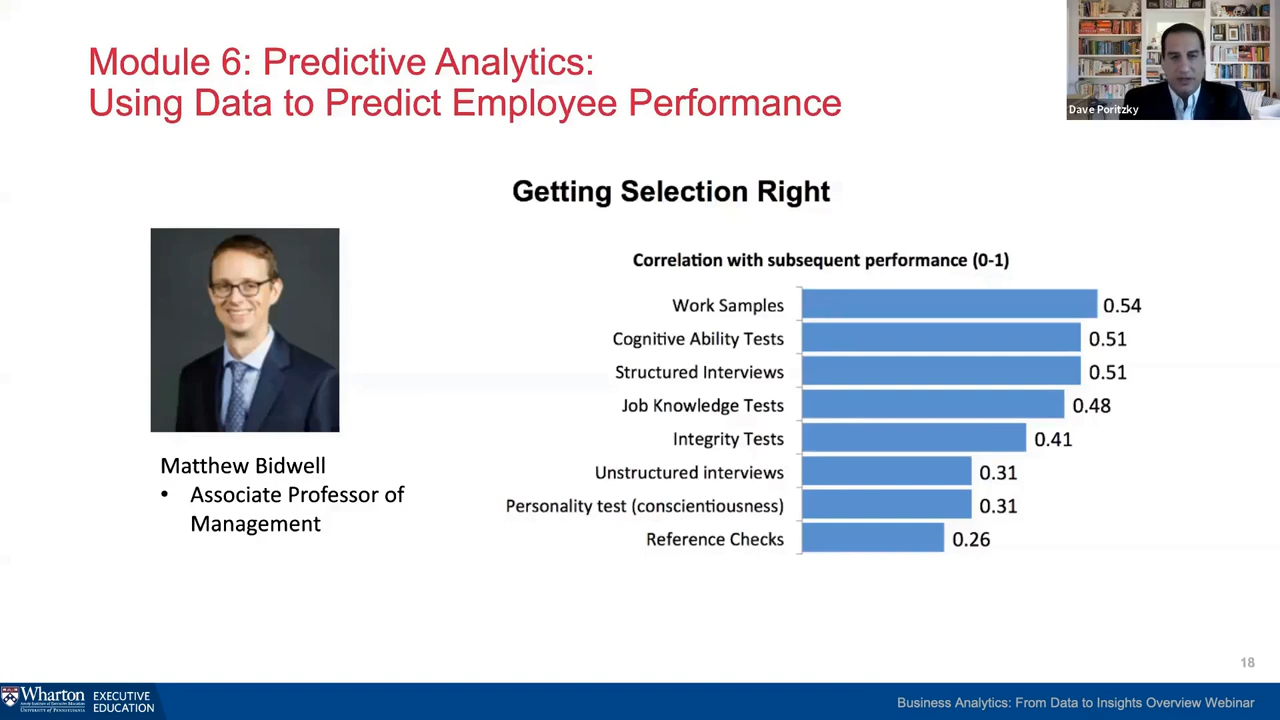 Module 6: Predictive Analytics:
Using Data to Predict Employee Performance
Dave Poritzky
Getting Selection Right
Matthew Bidwell
• Associate Professor of
Management
Correlation with subsequent performance (0-1)
Work Samples 0.54
Cognitive Ability Tests 0.51
Structured Interviews 0.51
Job Knowledge Tests 0.48
Integrity Tests 0.41
Unstructured interviews 0.31
Personality test (conscientiousness) 0.31
Reference Checks 0.26
18
Wharton
UNIVERSITY of PENNSYLVANIA
EXECUTIVE
EDUCATION
Business Analytics: From Data to Insights Overview Webinar